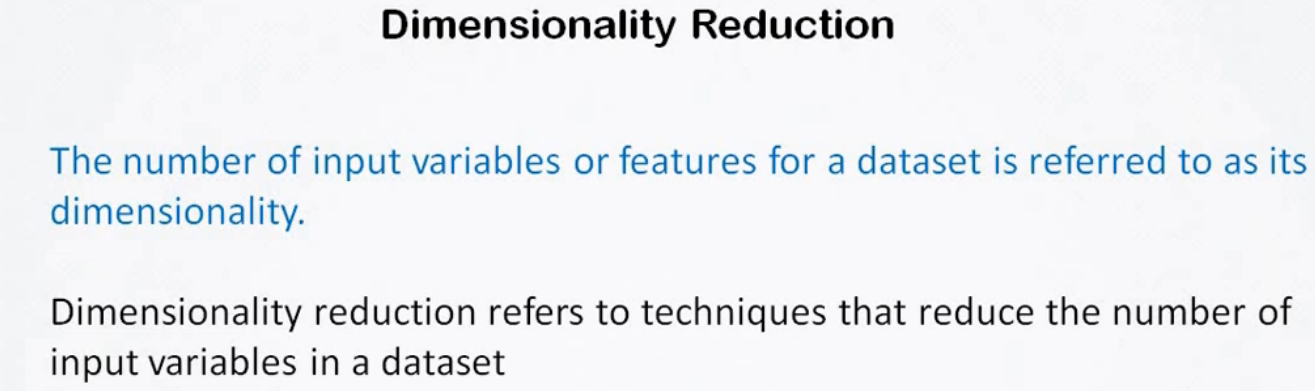 Dimensionality Reduction
The number of input variables or features for a dataset is referred to as its
dimensionality.
Dimensionality reduction refers to techniques that reduce the number of
input variables in a dataset